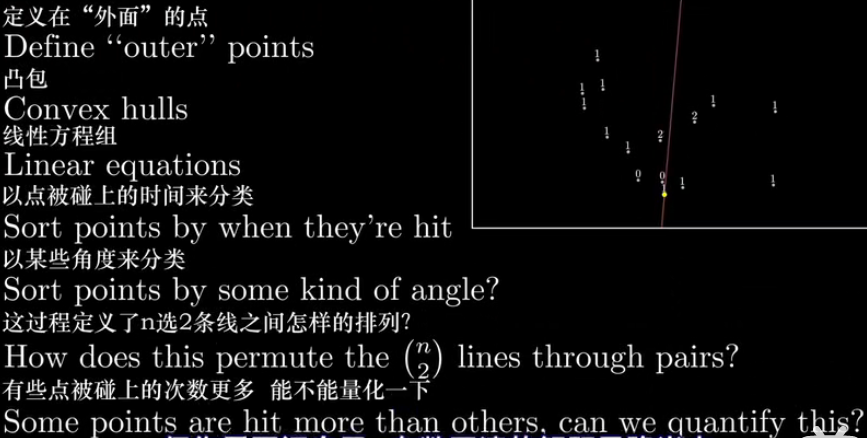 定义在“外面”的点
Define “outer” points
凸包
Convex hulls
线性方程组
Linear equations
以点被碰上的时间来分类
Sort points by when they’re hit
以某些角度来分类
Sort points by some kind of angle?
这过程定义了n选2条线之间怎样的排列?
How does this permute the (n 2) lines through pairs?
有些点被碰上的次数更多 能不能量化一下
Some points are hit more than others, can we quantify this?
1
1
1
1
1
1
2
1
2
1
1
0
0
1
1